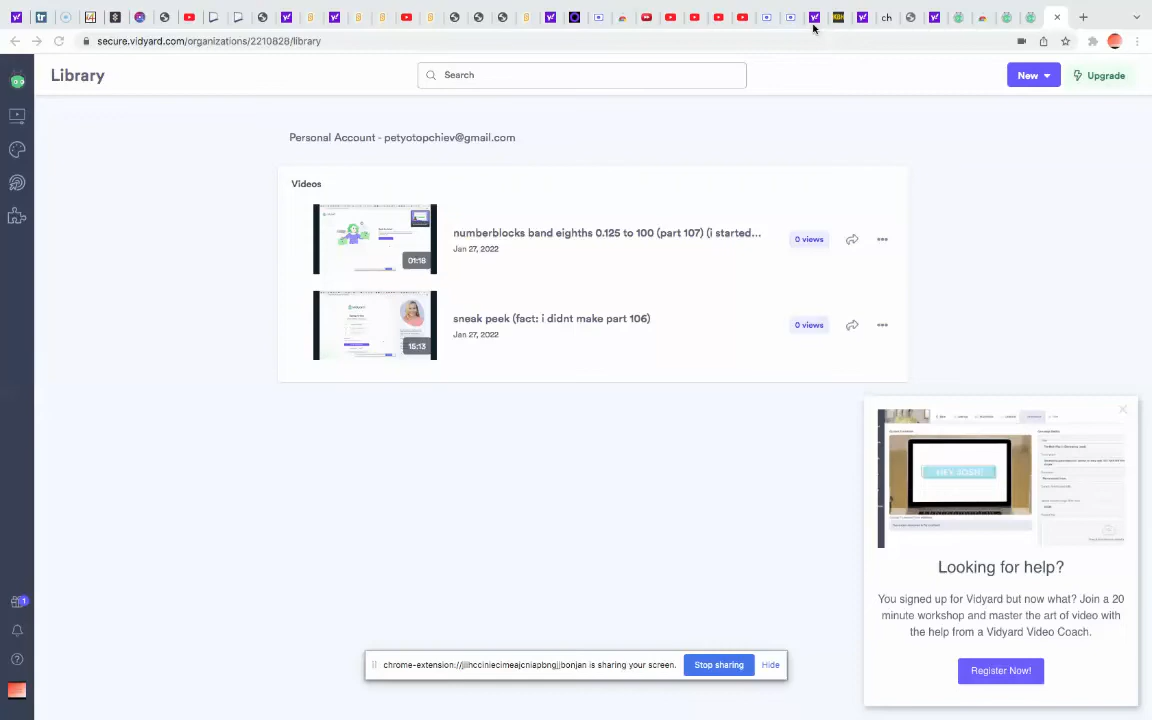 ch
secure.vidyard.com/organizations/2210828/library
Library
Search
New
Upgrade
Personal Account - petyotopchiev@gmail.com
Videos
01:18
numberblocks band eighths 0.125 to 100 (part 107) (i started...
Jan 27, 2022
0 views
15:13
sneak peek (fact: i didnt make part 106)
Jan 27, 2022
0 views
HEY JOSH!
Looking for help?
You signed up for Vidyard but now what? Join a 20
minute workshop and master the art of video with
the help from a Vidyard Video Coach.
Register Now!
1
chrome-extension://jiihcciniecimeajcniapbngjjbonjan is sharing your screen.
Stop sharing
Hide